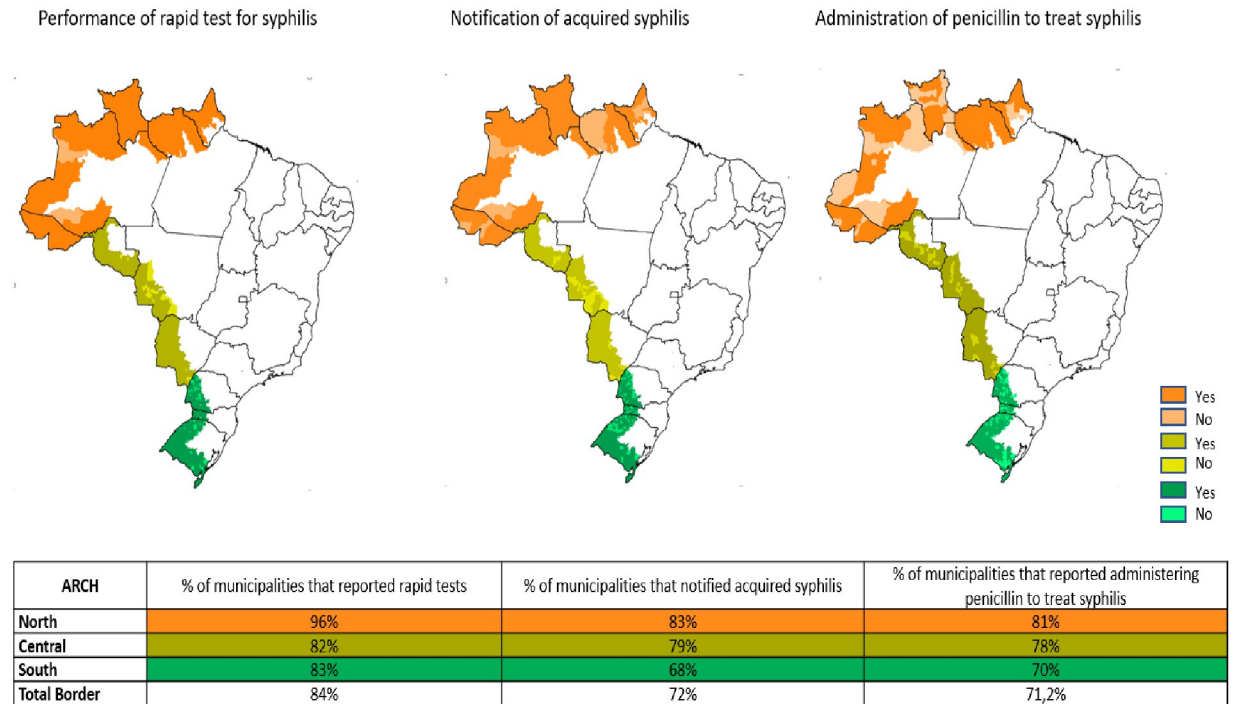 Performance of rapid test for syphilis
Notification of acquired syphilis
Administration of penicillin to treat syphilis
Yes
No
Yes
No
Yes
No
ARCH % of municipalities that reported rapid tests % of municipalities that notified acquired syphilis % of municipalities that reported administering
penicillin to treat syphilis
North 96% 83% 81%
Central 82% 79% 78%
South 83% 68% 70%
Total Border 84% 72% 71,2%